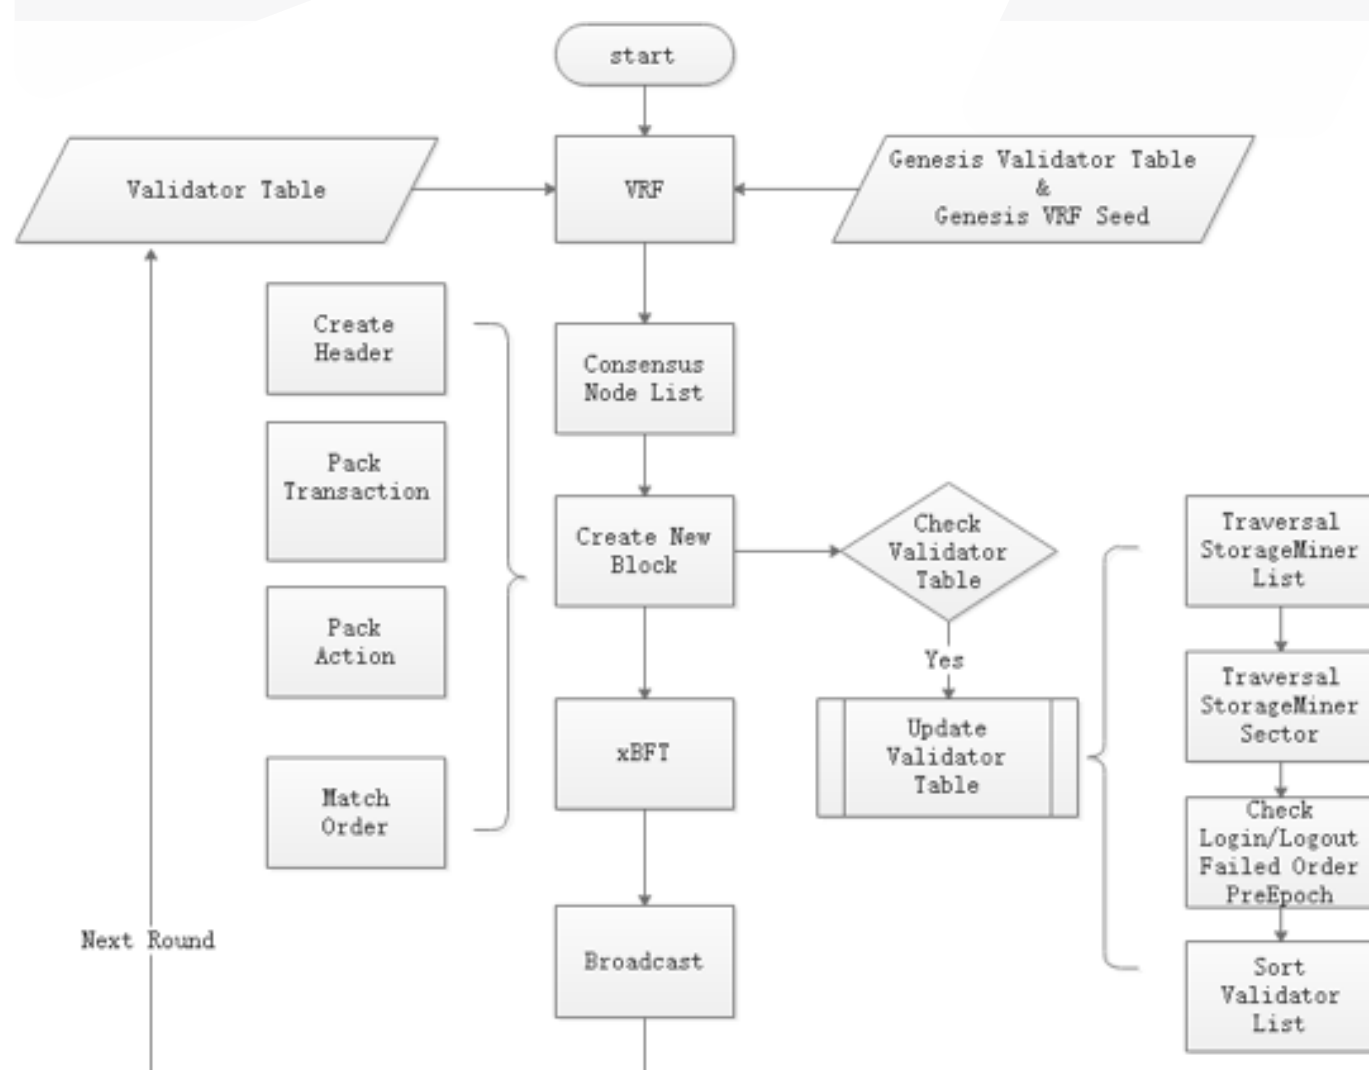 start
Validator Table
VRF
Genesis Validator Table
&
Genesis VRF Seed
Create
Header
Consensus
Node List
Pack
Transaction
Create New
Block
Check
Validator
Table
Traversal
StorageMiner
List
Pack
Action
Yes
xBFT
Update
Validator
Table
Traversal
StorageMiner
Sector
Match
Order
Check
Login/Logout
Failed Order
PreEpoch
Next Round
Broadcast
Sort
Validator
List